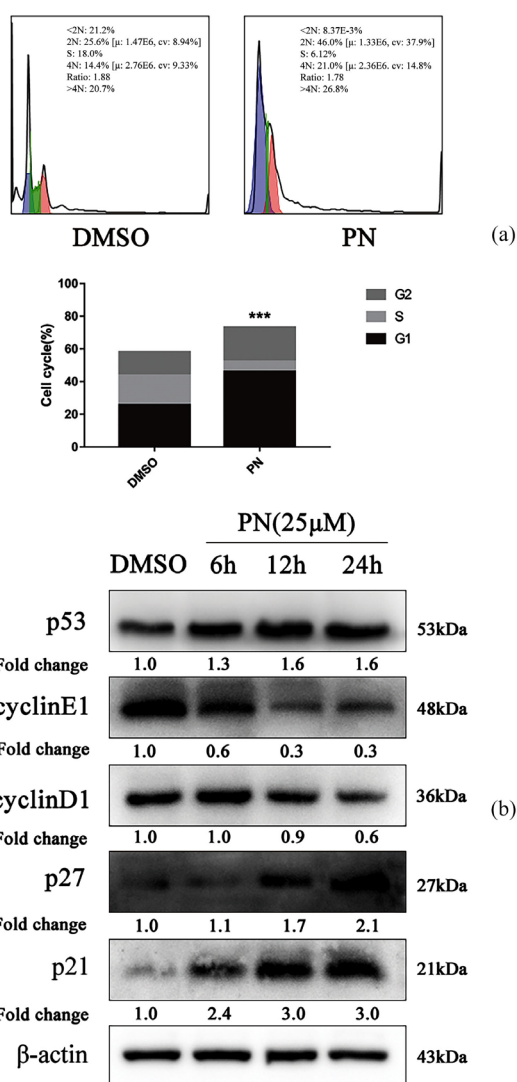 <2N: 21.2%
2N: 25.6% [μ: 1.47E6, cv: 8.94%]
S: 18.0%
4N: 14.4% [μ: 2.76E6. cv: 9.33%
Ratio: 1.88
>4N: 20.7%
<2N: 8.37E-3%
2N: 46.0% [μ: 1.33E6, cv: 37.9%]
S: 6.12%
4N: 21.0% [μ: 2.36E6. cv: 14.8%
Ratio: 1.78
>4N: 26.8%
DMSO
PN
(a)
100
80
60
40
20
0
Cell cycle(%)
***
DMSO
PN
G2
S
G1
PN(25μM)
DMSO 6h 12h 24h
p53 53kDa
Fold change 1.0 1.3 1.6 1.6
cyclinE1 48kDa
Fold change 1.0 0.6 0.3 0.3
cyclinD1 36kDa
(b)
Fold change 1.0 1.0 0.9 0.6
p27 27kDa
Fold change 1.0 1.1 1.7 2.1
p21 21kDa
Fold change 1.0 2.4 3.0 3.0
β-actin 43kDa